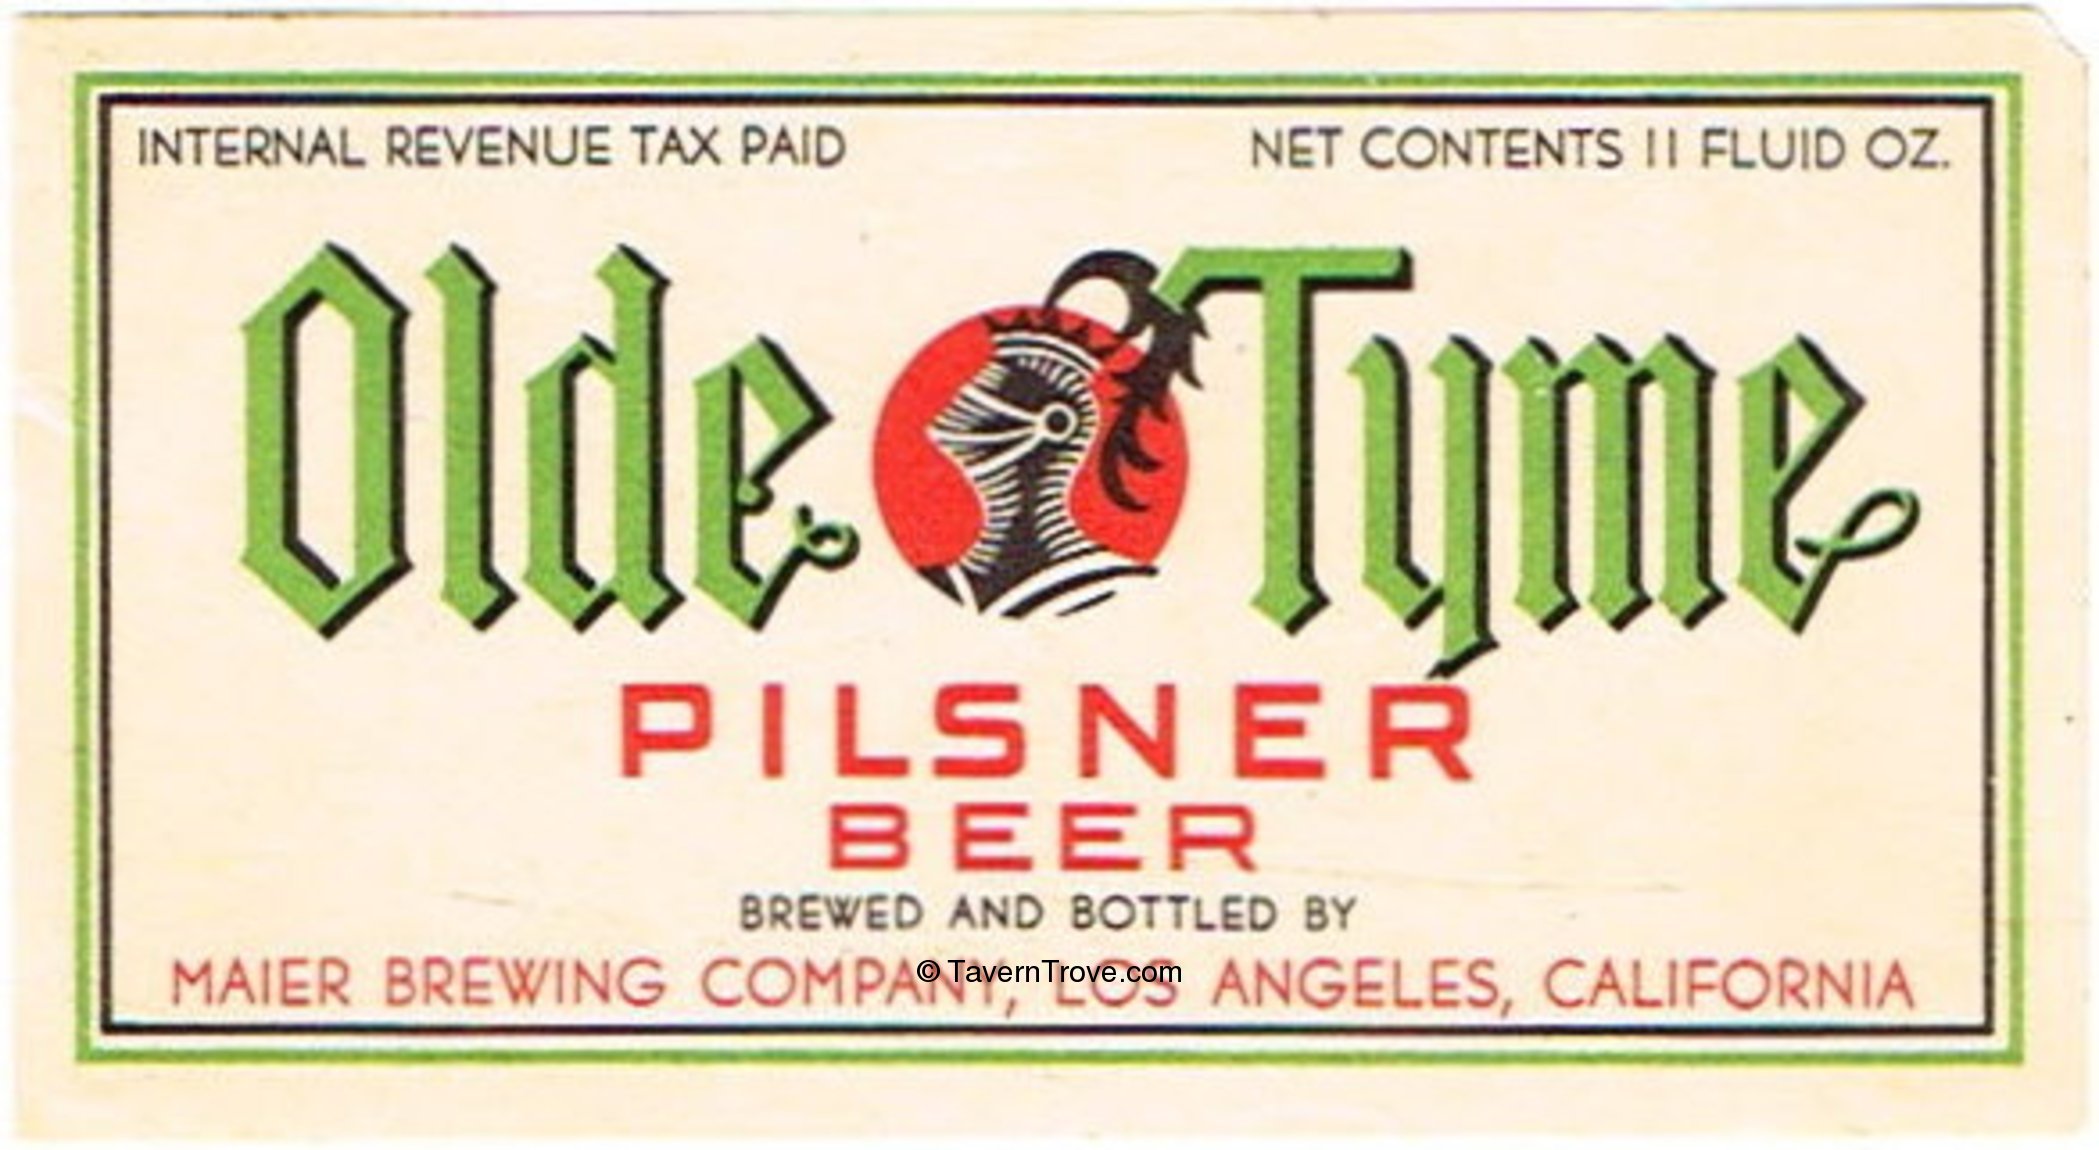 INTERNAL REVENUE TAX PAID NET CONTENTS 11 FLUID OZ.
Olde Tyme
PILSNER
BEER
BREWED AND BOTTLED BY
MAIER BREWING COMPANY, LOS ANGELES, CALIFORNIA
© TavernTrove.com